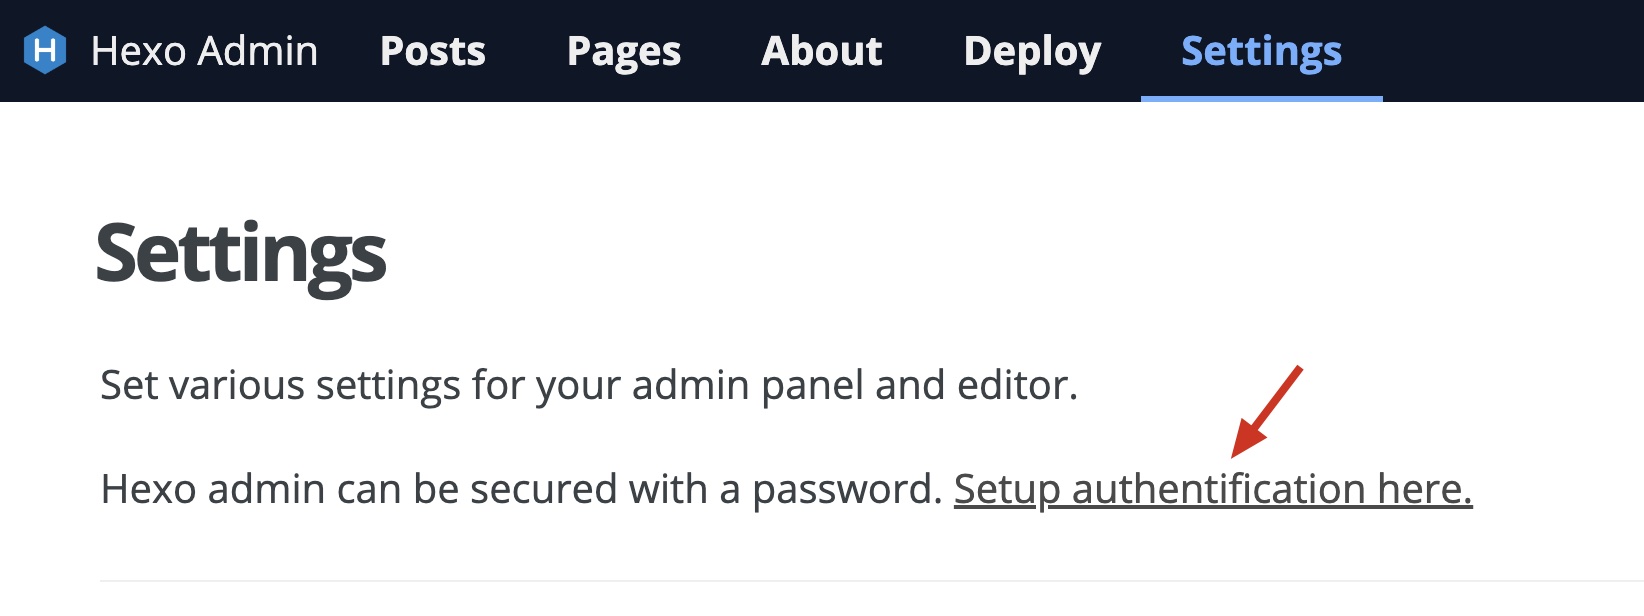 H Hexo Admin Posts Pages About Deploy Settings
Settings
Set various settings for your admin panel and editor.
Hexo admin can be secured with a password. Setup authentification here.